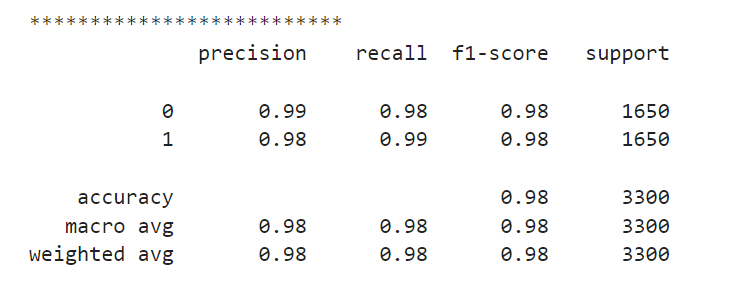 **************************
precision recall f1-score support
0 0.99 0.98 0.98 1650
1 0.98 0.99 0.98 1650
accuracy 0.98 3300
macro avg 0.98 0.98 0.98 3300
weighted avg 0.98 0.98 0.98 3300